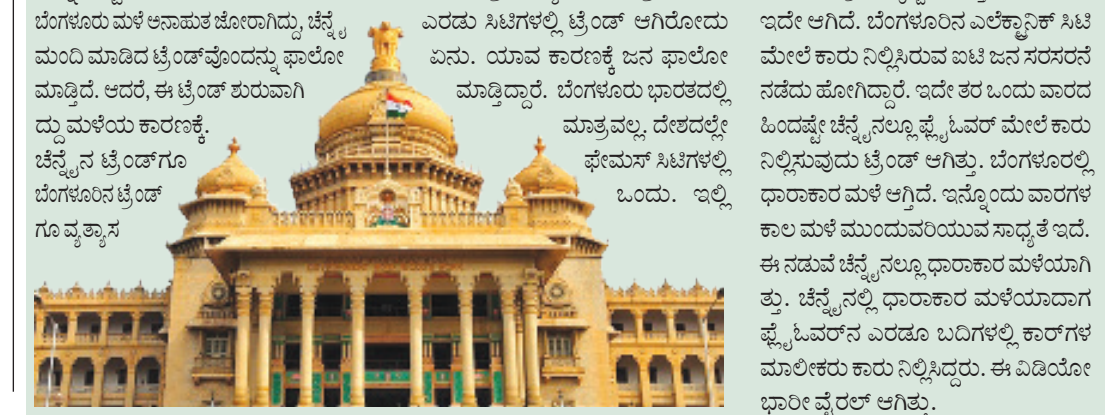 ಬೆಂಗಳೂರು ಮಳೆ ಅನಾಹುತ ಜೋರಾಗಿದ್ದು, ಚೆನ್ನೈ
ಮಂದಿ ಮಾಡಿದ ಟ್ರೆಂಡ್‌ವೊಂದನ್ನು ಫಾಲೋ
ಮಾಡ್ತಿದೆ. ಆದರೆ, ಈ ಟ್ರೆಂಡ್ ಶುರುವಾಗಿ
ದ್ದು ಮಳೆಯ ಕಾರಣಕ್ಕೆ.
ಚೆನ್ನೈನ ಟ್ರೆಂಡ್‌ಗೂ
ಬೆಂಗಳೂರಿನ ಟ್ರೆಂಡ್
ಗೂ ವ್ಯತ್ಯಾಸ
ಎರಡು ಸಿಟಿಗಳಲ್ಲಿ ಟ್ರೆಂಡ್ ಆಗಿರೋದು
ಏನು. ಯಾವ ಕಾರಣಕ್ಕೆ ಜನ ಫಾಲೋ
ಮಾಡ್ತಿದ್ದಾರೆ. ಬೆಂಗಳೂರು ಭಾರತದಲ್ಲಿ
ಮಾತ್ರವಲ್ಲ. ದೇಶದಲ್ಲೇ
ಫೇಮಸ್ ಸಿಟಿಗಳಲ್ಲಿ
ಒಂದು. ಇಲ್ಲಿ
ಇದೇ ಆಗಿದೆ. ಬೆಂಗಳೂರಿನ ಎಲೆಕ್ಟ್ರಾನಿಕ್ ಸಿಟಿ
ಮೇಲೆ ಕಾರು ನಿಲ್ಲಿಸಿರುವ ಐಟಿ ಜನ ಸರಸರನೆ
ನಡೆದು ಹೋಗಿದ್ದಾರೆ. ಇದೇ ತರ ಒಂದು ವಾರದ
ಹಿಂದಷ್ಟೇ ಚೆನ್ನೈನಲ್ಲೂ ಫ್ಲೈಓವರ್ ಮೇಲೆ ಕಾರು
ನಿಲ್ಲಿಸುವುದು ಟ್ರೆಂಡ್ ಆಗಿತ್ತು. ಬೆಂಗಳೂರಲ್ಲಿ
ಧಾರಾಕಾರ ಮಳೆ ಆಗ್ತಿದೆ. ಇನ್ನೊಂದು ವಾರಗಳ
ಕಾಲ ಮಳೆ ಮುಂದುವರಿಯುವ ಸಾಧ್ಯತೆ ಇದೆ.
ಈ ನಡುವೆ ಚೆನ್ನೈನಲ್ಲೂ ಧಾರಾಕಾರ ಮಳೆಯಾಗಿ
ತ್ತು. ಚೆನ್ನೈನಲ್ಲಿ ಧಾರಾಕಾರ ಮಳೆಯಾದಾಗ
ಫ್ಲೈಓವರ್‌ನ ಎರಡೂ ಬದಿಗಳಲ್ಲಿ ಕಾರ್‌ಗಳ
ಮಾಲೀಕರು ಕಾರು ನಿಲ್ಲಿಸಿದ್ದರು. ಈ ವಿಡಿಯೋ
ಭಾರೀ ವೈರಲ್ ಆಗಿತ್ತು.